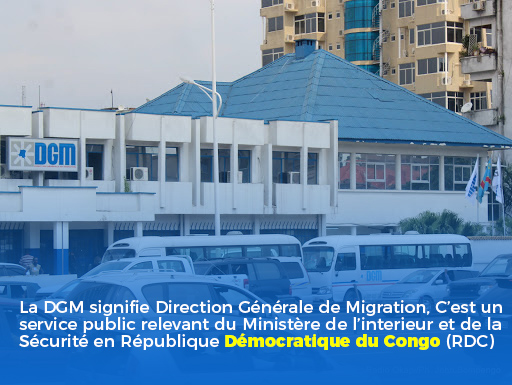 DGM
DGM
La DGM signifie Direction Générale de Migration, C'est un
service public relevant du Ministère de l'interieur et de la
Sécurité en République Démocratique du Congo (RDC)